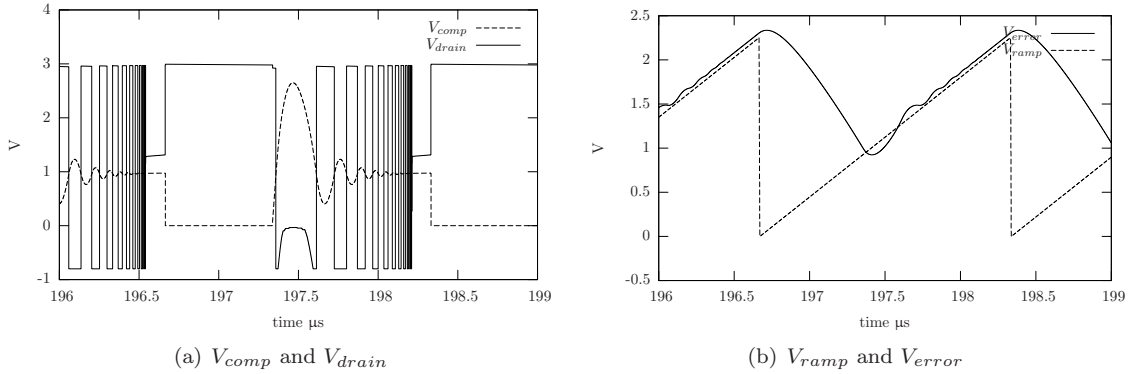 4
3
2
1
0
-1
V
V_comp
V_drain
196 196.5 197 197.5 198 198.5 199
time µs
(a) V_comp and V_drain
2.5
2
1.5
1
0.5
0
-0.5
V
V_error
V_ramp
196 196.5 197 197.5 198 198.5 199
time µs
(b) V_ramp and V_error